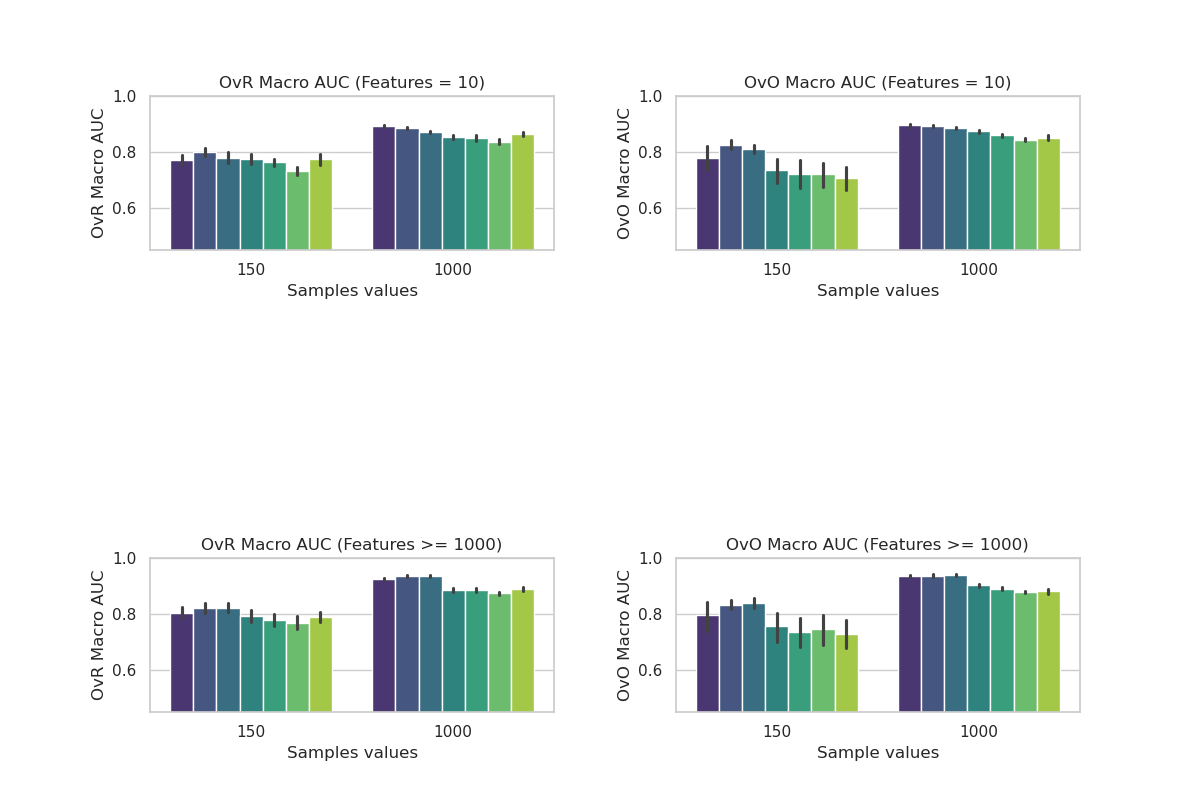 OvR Macro AUC (Features = 10)
OvR Macro AUC
1.0
0.8
0.6
150
1000
Samples values
OvO Macro AUC (Features = 10)
OvO Macro AUC
1.0
0.8
0.6
150
1000
Sample values
OvR Macro AUC (Features >= 1000)
OvR Macro AUC
1.0
0.8
0.6
150
1000
Samples values
OvO Macro AUC (Features >= 1000)
OvO Macro AUC
1.0
0.8
0.6
150
1000
Sample values